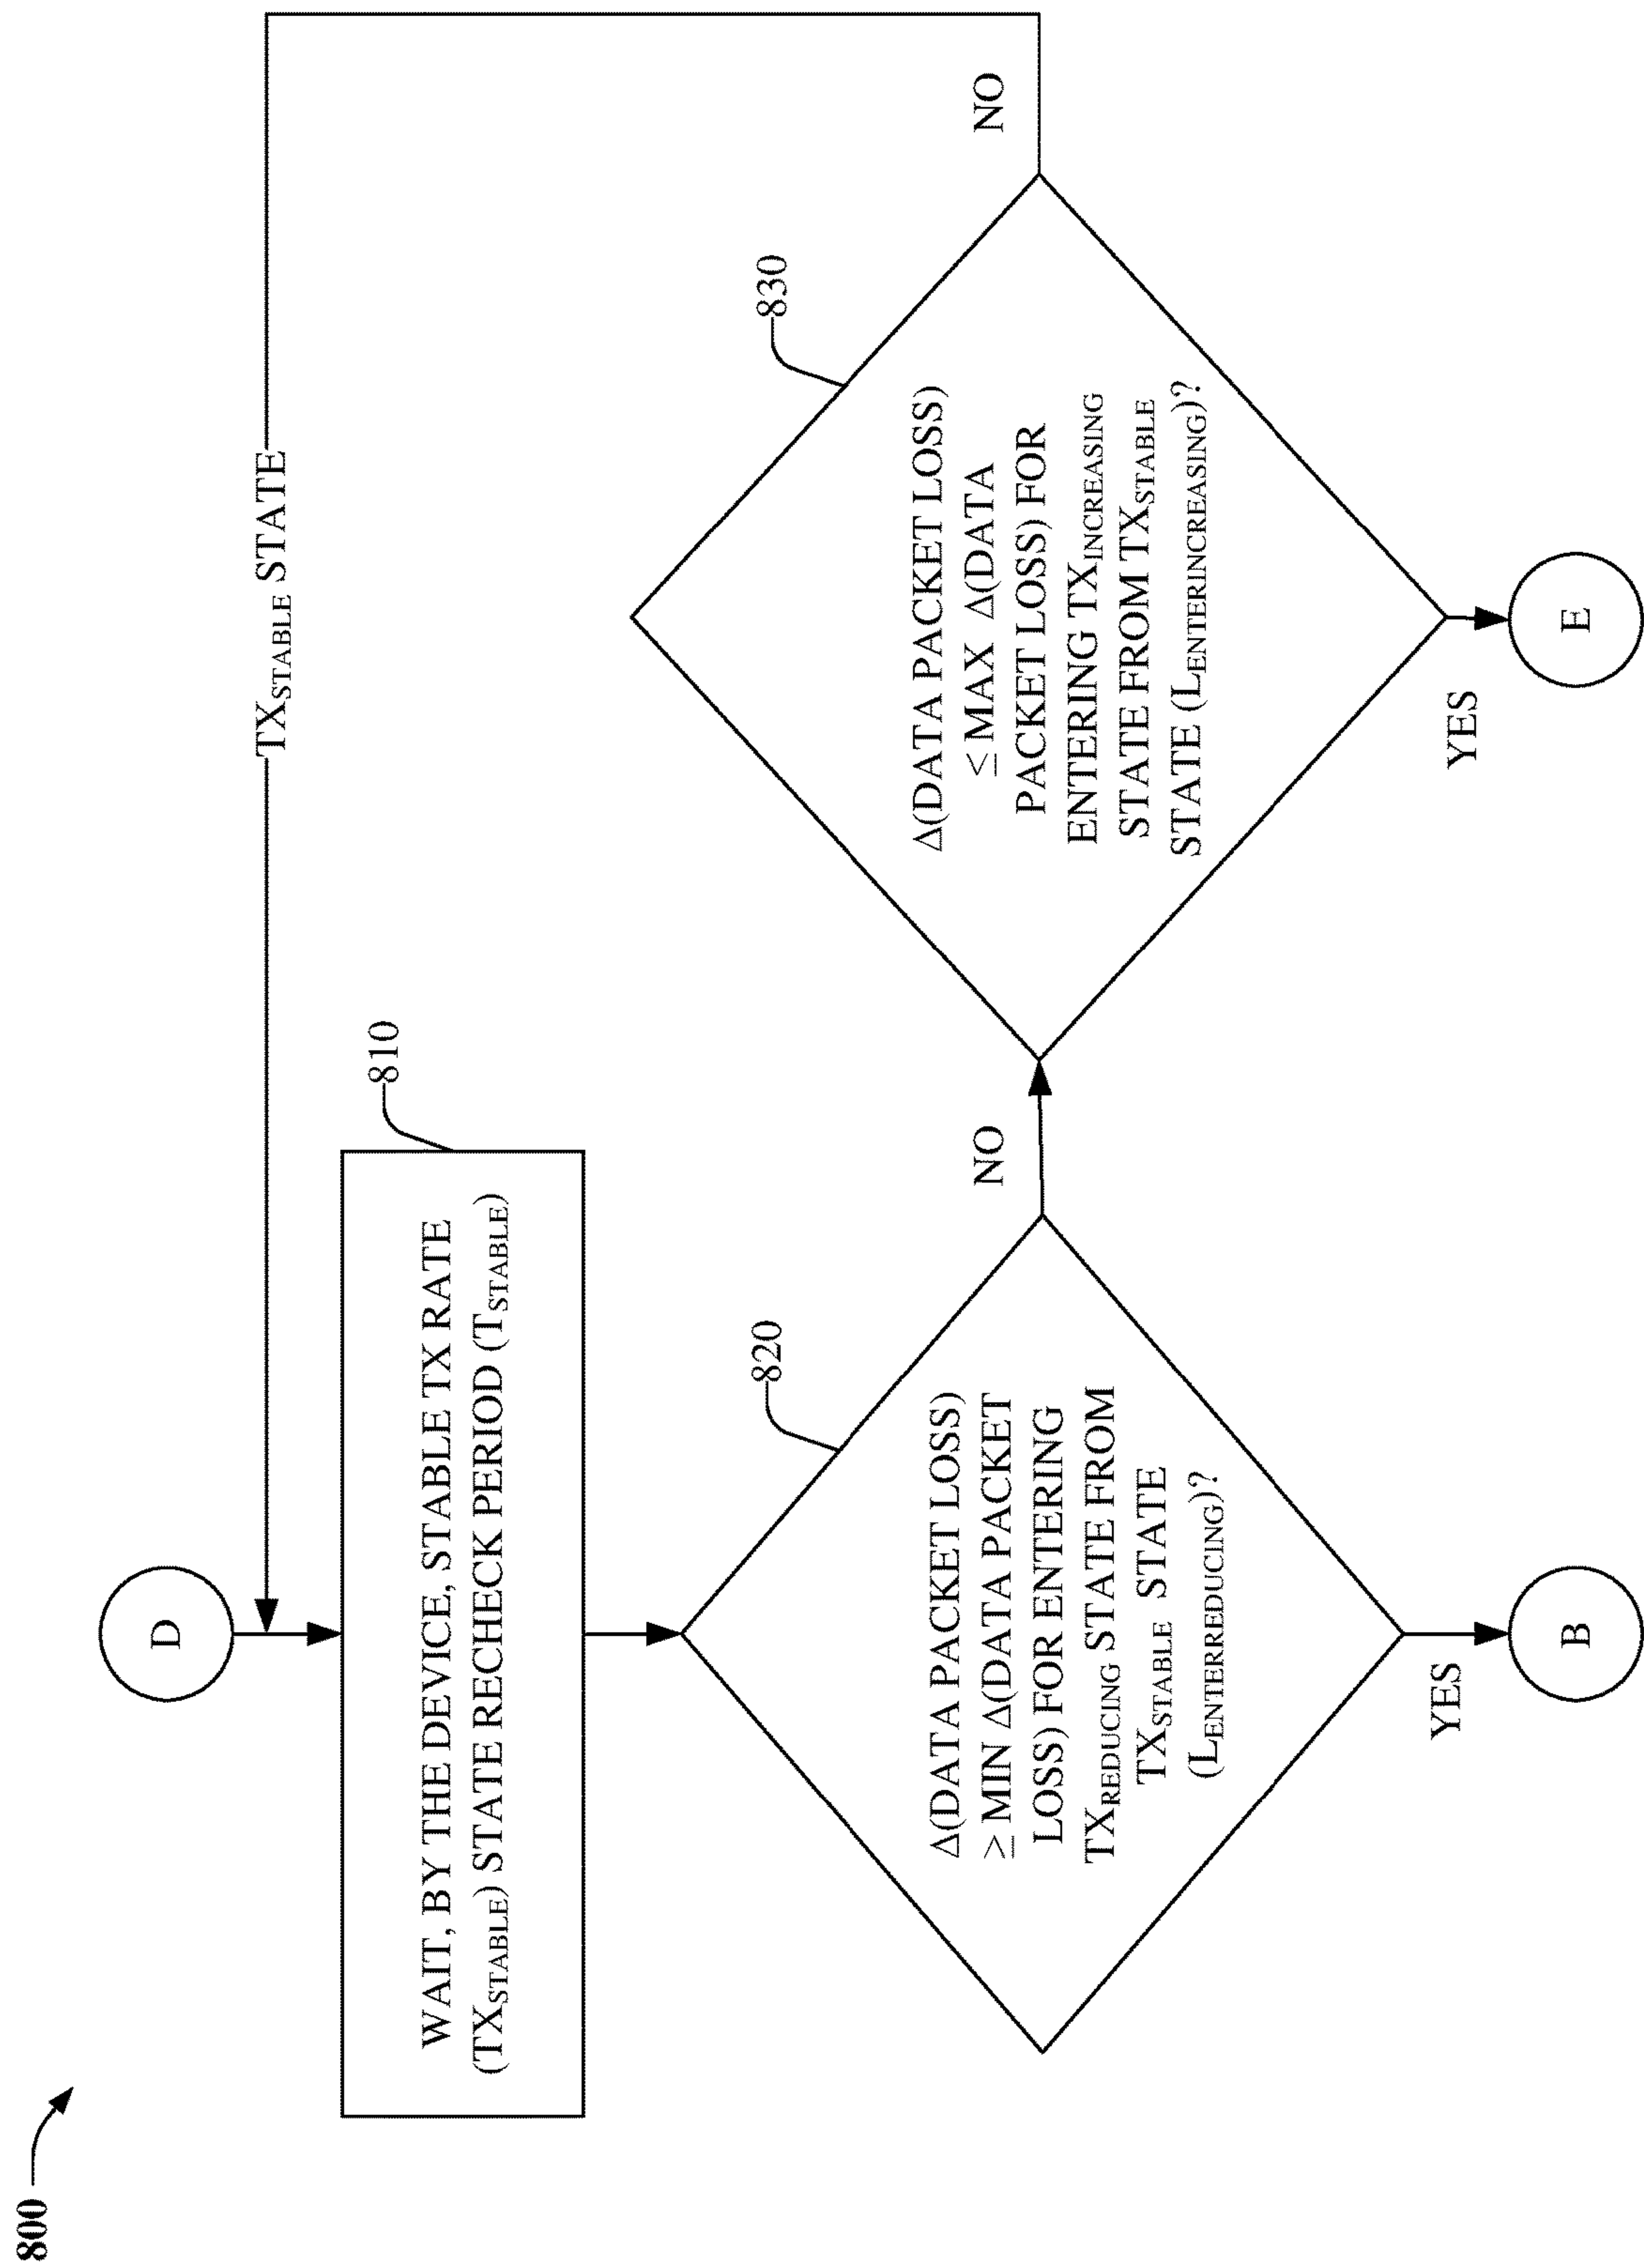 800
D
TXSTABLE STATE
810
WAIT, BY THE DEVICE, STABLE TX RATE
(TXSTABLE) STATE RECHECK PERIOD (TSTABLE)
820
Δ(DATA PACKET LOSS)
≥ MIN Δ(DATA PACKET
LOSS) FOR ENTERING
TXREDUCING STATE FROM
TXSTABLE STATE
(LENTERREDUCING)?
NO
YES
B
830
Δ(DATA PACKET LOSS)
≤ MAX Δ(DATA
PACKET LOSS) FOR
ENTERING TXINCREASING
STATE FROM TXSTABLE
STATE (LENTERINCREASING)?
NO
YES
E